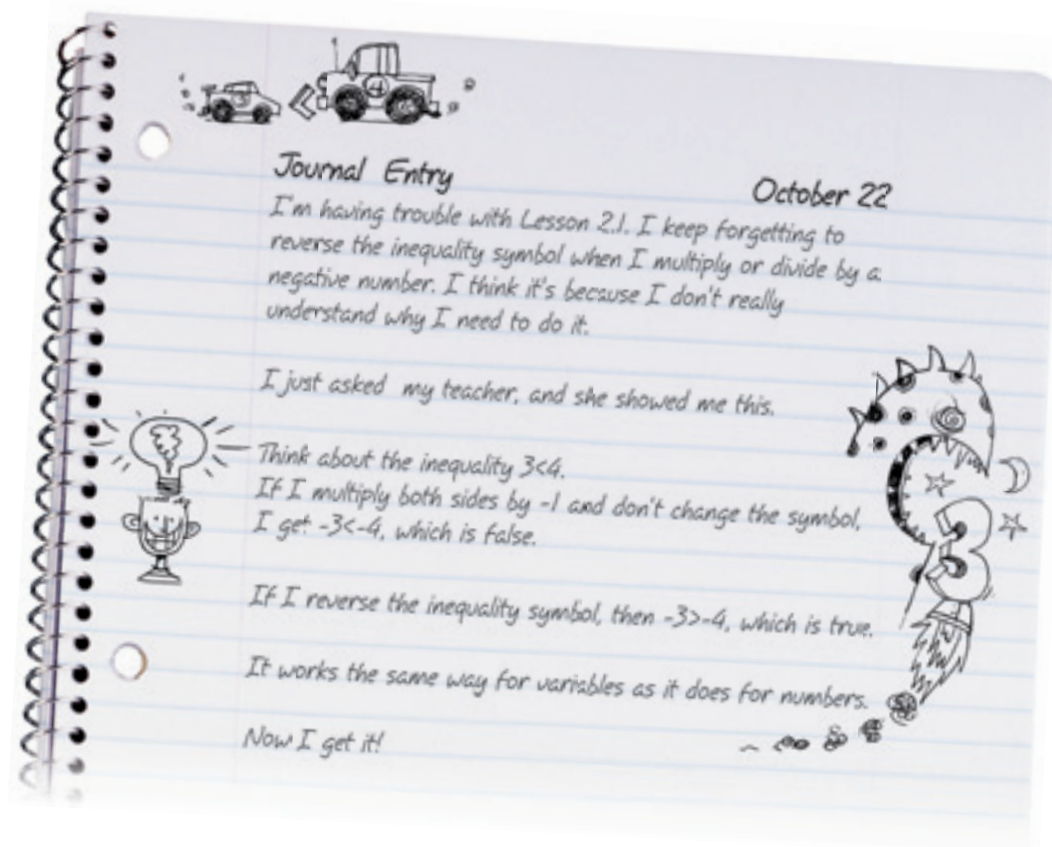 3 < 4
Journal Entry
October 22
I'm having trouble with Lesson 2.1. I keep forgetting to
reverse the inequality symbol when I multiply or divide by a
negative number. I think it's because I don't really
understand why I need to do it.
I just asked my teacher, and she showed me this.
Think about the inequality 3<4.
If I multiply both sides by -1 and don't change the symbol,
I get -3<-4, which is false.
If I reverse the inequality symbol, then -3>-4, which is true.
It works the same way for variables as it does for numbers.
Now I get it!
3